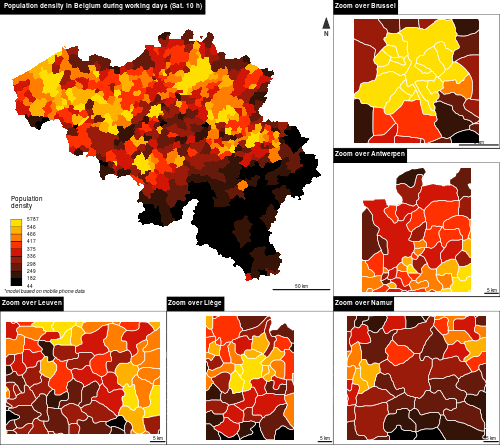 Population density in Belgium during working days (Sat. 10 h)
N
Population
density
5787
546
466
417
375
336
298
249
182
44
*model based on mobile phone data
50 km
Zoom over Brussel
Zoom over Antwerpen
5 km
Zoom over Leuven
5 km
Zoom over Liège
5 km
Zoom over Namur
5 km